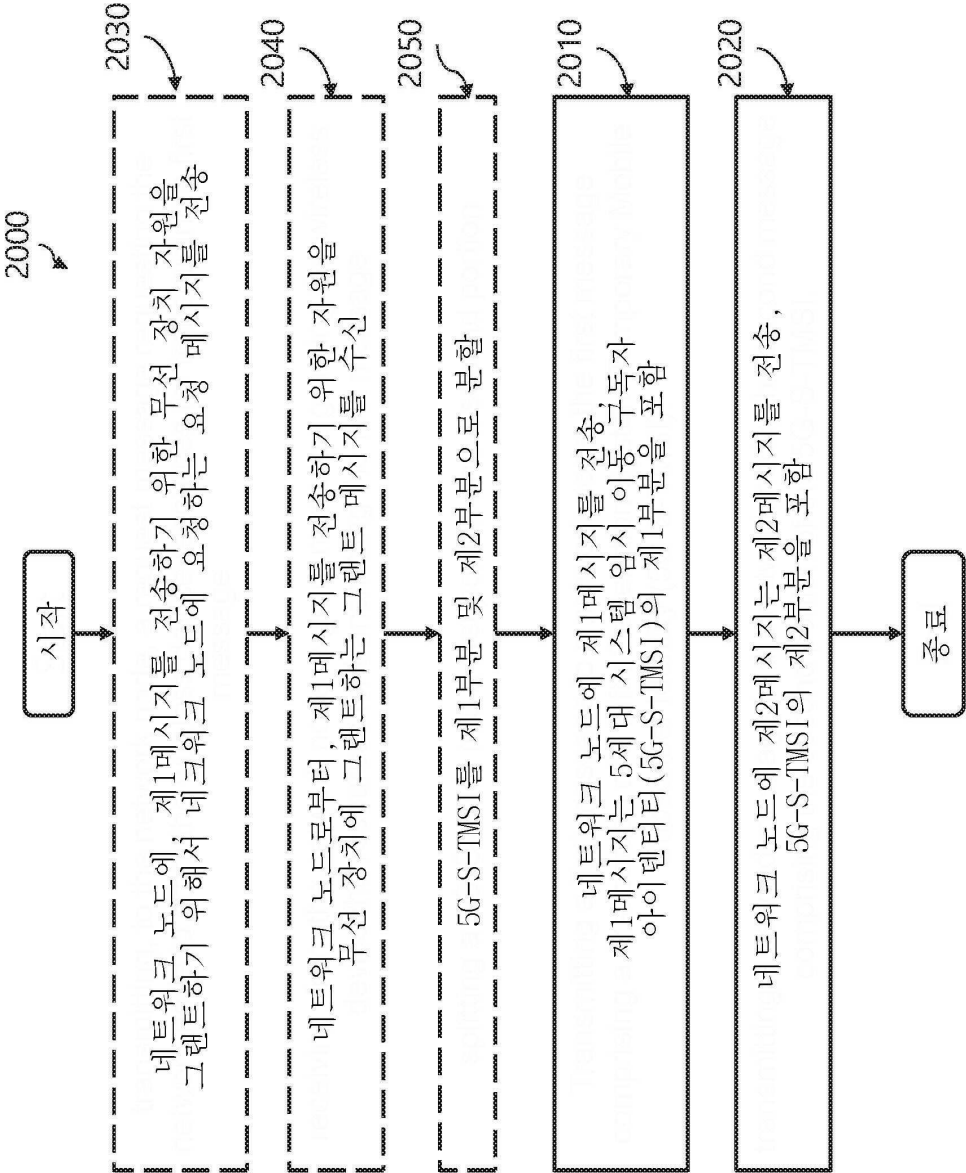 2000
시작
2030
네트워크 노드에, 제1메시지를 전송하기 위한 무선 장치 자원을
그랜트하기 위해서, 네크워크 노드에 요청하는 요청 메시지를 전송
2040
네트워크 노드로부터, 제1메시지를 전송하기 위한 자원을
무선 장치에 그랜트하는 그랜트 메시지를 수신
2050
5G-S-TMSI를 제1부분 및 제2부분으로 분할
2010
네트워크 노드에 제1메시지를 전송,
제1메시지는 5세대 시스템 임시 이동 구독자
아이덴티티(5G-S-TMSI)의 제1부분을 포함
2020
네트워크 노드에 제2메시지는 제2메시지를 전송,
5G-S-TMSI의 제2부분을 포함
종료